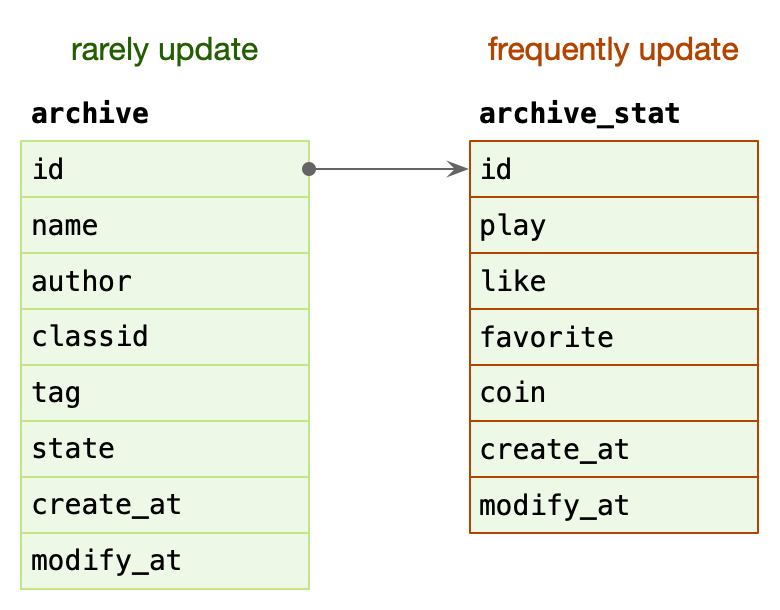 rarely update
archive
id
name
author
classid
tag
state
create_at
modify_at
frequently update
archive_stat
id
play
like
favorite
coin
create_at
modify_at